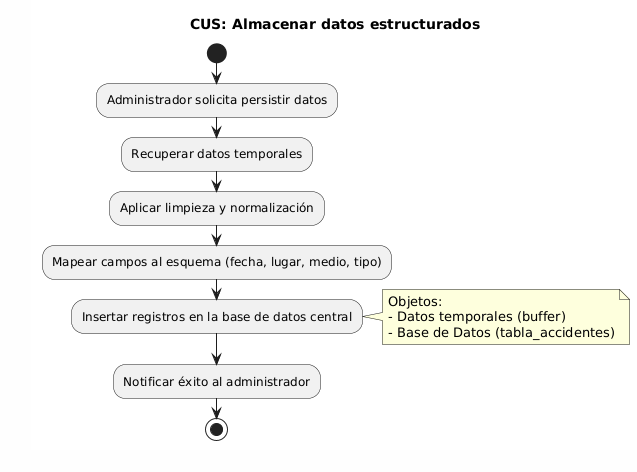 CUS: Almacenar datos estructurados
Administrador solicita persistir datos
Recuperar datos temporales
Aplicar limpieza y normalización
Mapear campos al esquema (fecha, lugar, medio, tipo)
Insertar registros en la base de datos central
Objetos:
- Datos temporales (buffer)
- Base de Datos (tabla_accidentes)
Notificar éxito al administrador